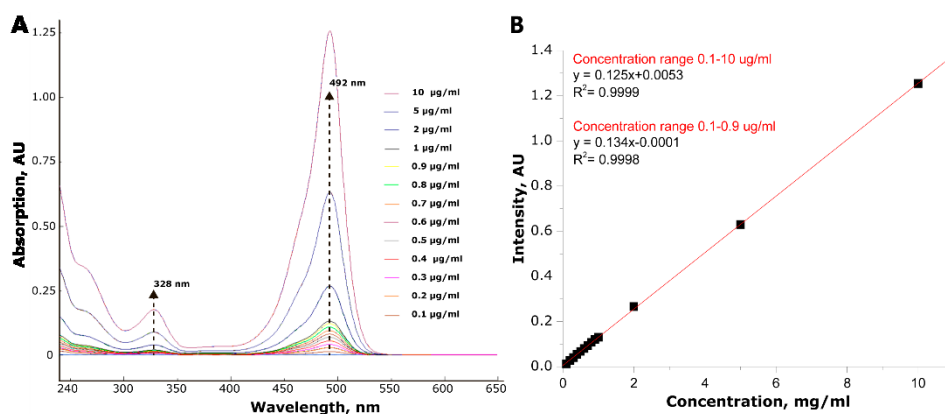 A
Absorption, AU
1.25
1.00
0.75
0.50
0.25
0
240
300
350
400
450
500
550
600
650
Wavelength, nm
328 nm
492 nm
10 µg/ml
5 µg/ml
2 µg/ml
1 µg/ml
0.9 µg/ml
0.8 µg/ml
0.7 µg/ml
0.6 µg/ml
0.5 µg/ml
0.4 µg/ml
0.3 µg/ml
0.2 µg/ml
0.1 µg/ml
B
Intensity, AU
1.4
1.2
1.0
0.8
0.6
0.4
0.2
0.0
0
2
4
6
8
10
Concentration, mg/ml
Concentration range 0.1-10 ug/ml
y = 0.125x+0.0053
R²= 0.9999
Concentration range 0.1-0.9 ug/ml
y = 0.134x-0.0001
R²= 0.9998